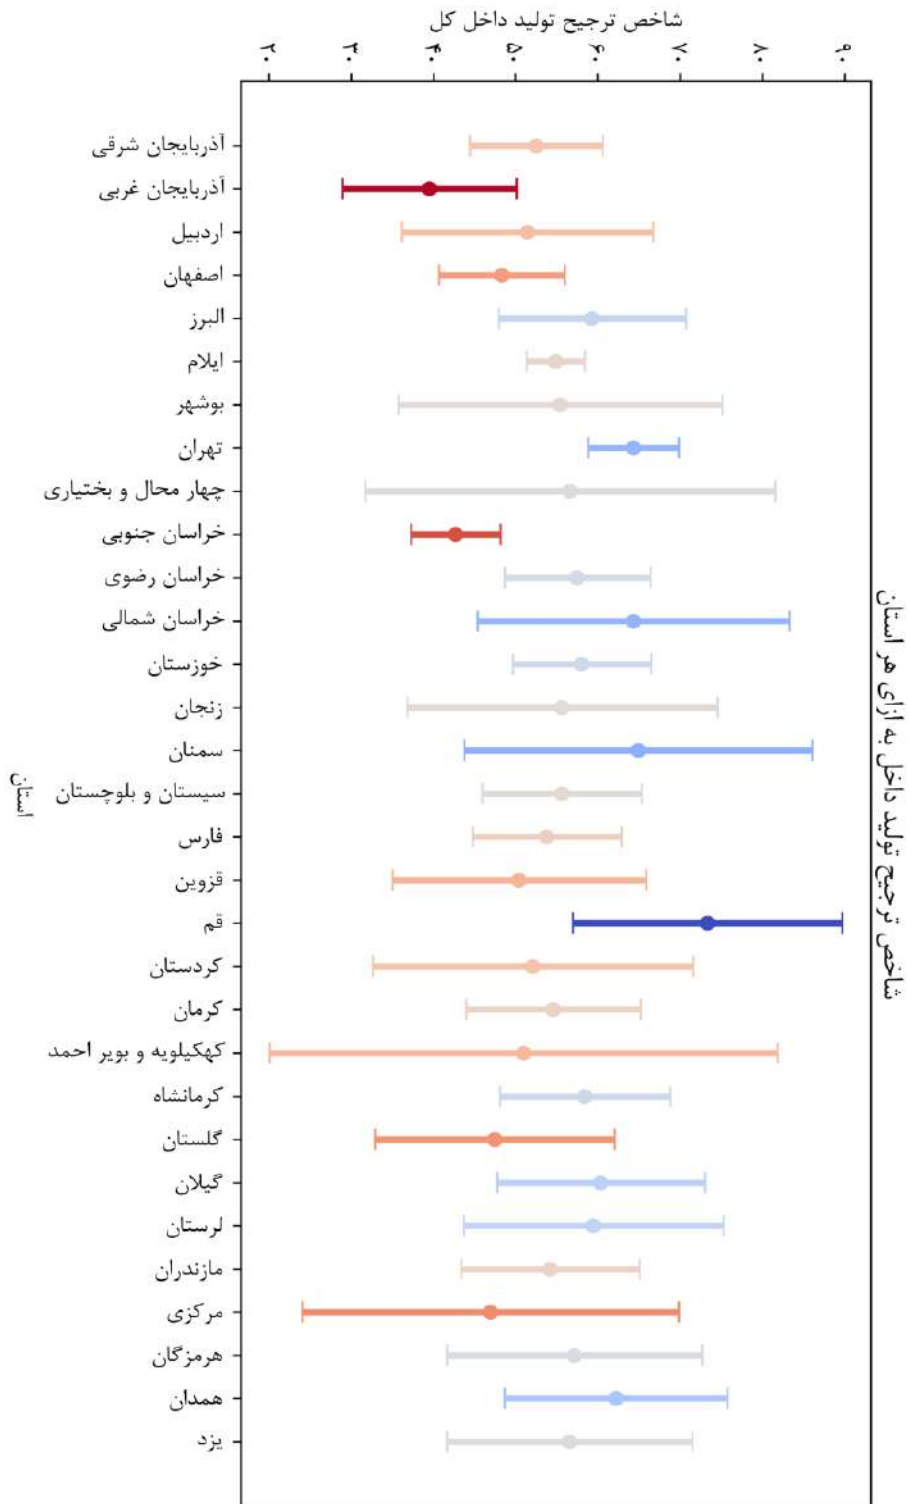 شاخص ترجیح تولید داخل کل
۲۰
۳۰
۴۰
۵۰
۶۰
۷۰
۸۰
۹۰
آذربایجان شرقی
آذربایجان غربی
اردبیل
اصفهان
البرز
ایلام
بوشهر
تهران
چهار محال و بختیاری
خراسان جنوبی
خراسان رضوی
خراسان شمالی
خوزستان
زنجان
سمنان
سیستان و بلوچستان
فارس
قزوین
قم
کردستان
کرمان
کهکیلویه و بویر احمد
کرمانشاه
گلستان
گیلان
لرستان
مازندران
مرکزی
هرمزگان
همدان
یزد
استان
شاخص ترجیح تولید داخل به ازای هر استان